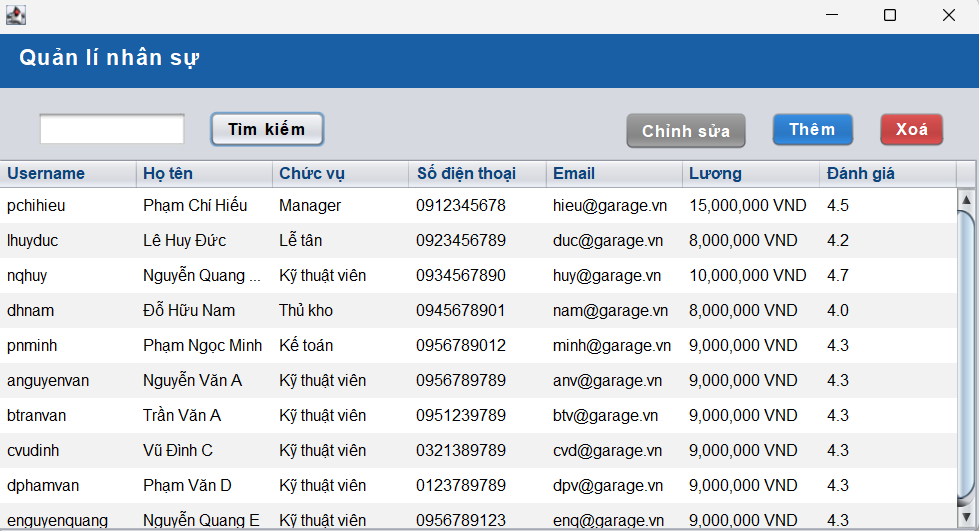 Quản lí nhân sự
Tìm kiếm Chỉnh sửa Thêm Xoá
Username Họ tên Chức vụ Số điện thoại Email Lương Đánh giá
pchihieu Phạm Chí Hiếu Manager 0912345678 hieu@garage.vn 15,000,000 VND 4.5
lhuyduc Lê Huy Đức Lễ tân 0923456789 duc@garage.vn 8,000,000 VND 4.2
nqhuy Nguyễn Quang ... Kỹ thuật viên 0934567890 huy@garage.vn 10,000,000 VND 4.7
dhnam Đỗ Hữu Nam Thủ kho 0945678901 nam@garage.vn 8,000,000 VND 4.0
pnminh Phạm Ngọc Minh Kế toán 0956789012 minh@garage.vn 9,000,000 VND 4.3
anguyenvan Nguyễn Văn A Kỹ thuật viên 0956789789 anv@garage.vn 9,000,000 VND 4.3
btranvan Trần Văn A Kỹ thuật viên 0951239789 btv@garage.vn 9,000,000 VND 4.3
cvudinh Vũ Đình C Kỹ thuật viên 0321389789 cvd@garage.vn 9,000,000 VND 4.3
dphamvan Phạm Văn D Kỹ thuật viên 0123789789 dpv@garage.vn 9,000,000 VND 4.3
enguyenquang Nguyễn Quang E Kỹ thuật viên 0956789123 enq@garage.vn 9,000,000 VND 4.3